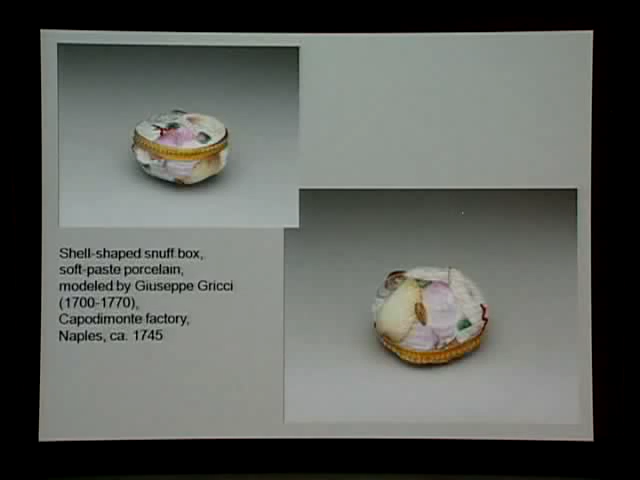 Shell-shaped snuff box,
soft-paste porcelain,
modeled by Giuseppe Gricci
(1700-1770),
Capodimonte factory,
Naples, ca. 1745